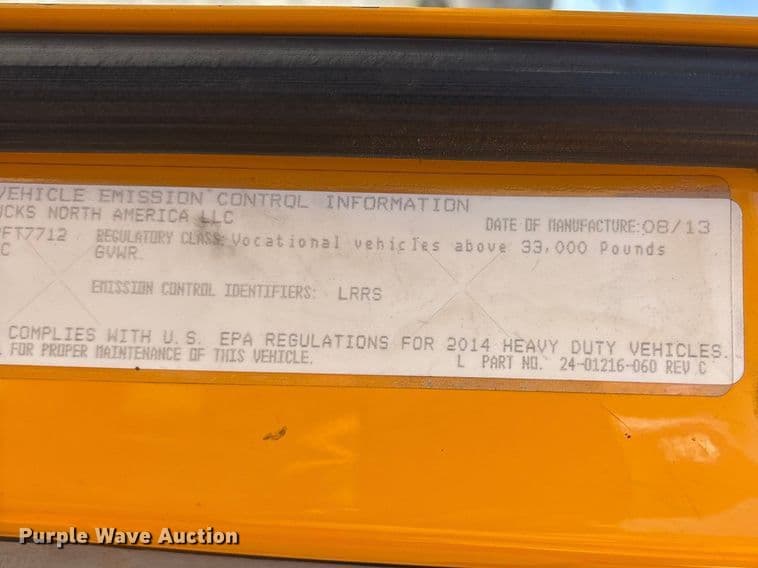 VEHICLE EMISSION CONTROL INFORMATION
UCKS NORTH AMERICA LLC
DATE OF MANUFACTURE: 08/13
FT7712 REGULATORY CLASS: Vocational vehicles above 33,000 Pounds
C GVWR.
EMISSION CONTROL IDENTIFIERS: LRRS
COMPLIES WITH U.S. EPA REGULATIONS FOR 2014 HEAVY DUTY VEHICLES.
FOR PROPER MAINTENANCE OF THIS VEHICLE.
L PART NO. 24-01216-060 REV C
Purple Wave Auction